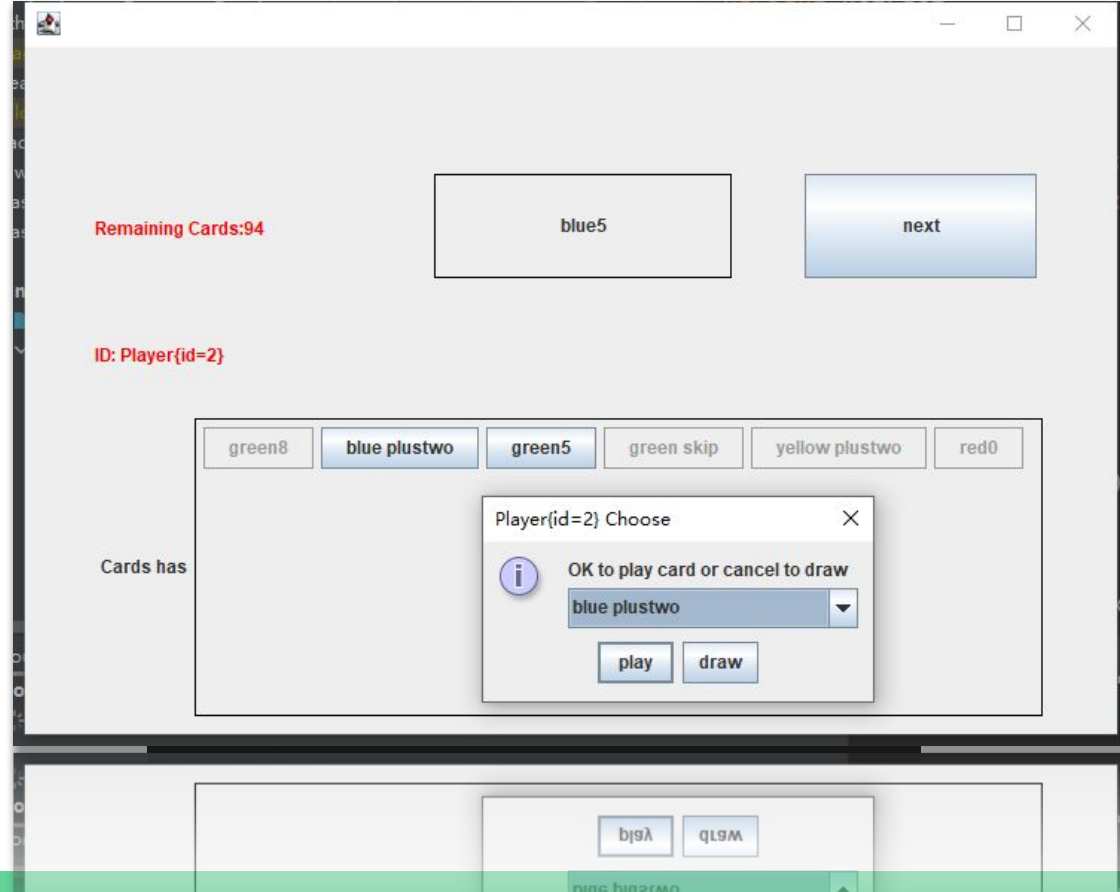 Remaining Cards:94
blue5
next
ID: Player{id=2}
green8 blue plustwo green5 green skip yellow plustwo red0
Cards has
Player{id=2} Choose
OK to play card or cancel to draw
blue plustwo
play draw